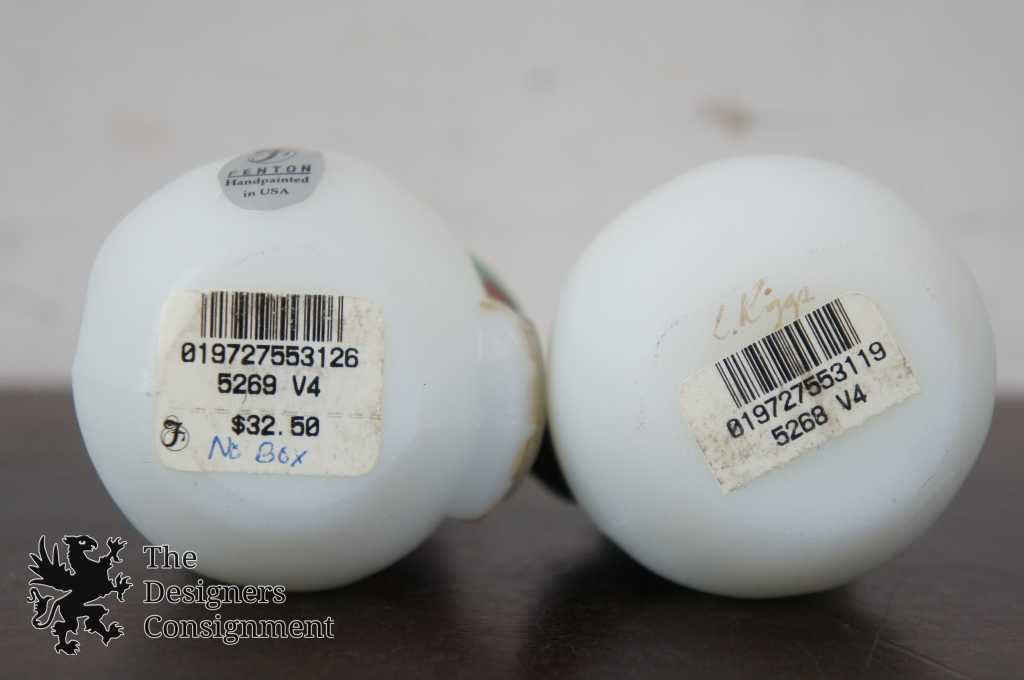 FENTON
Handpainted
in USA
019727553126
5269 V4
$32.50
No Box
C. Riggs
019727553119
5268 V4
The
Designers
Consignment